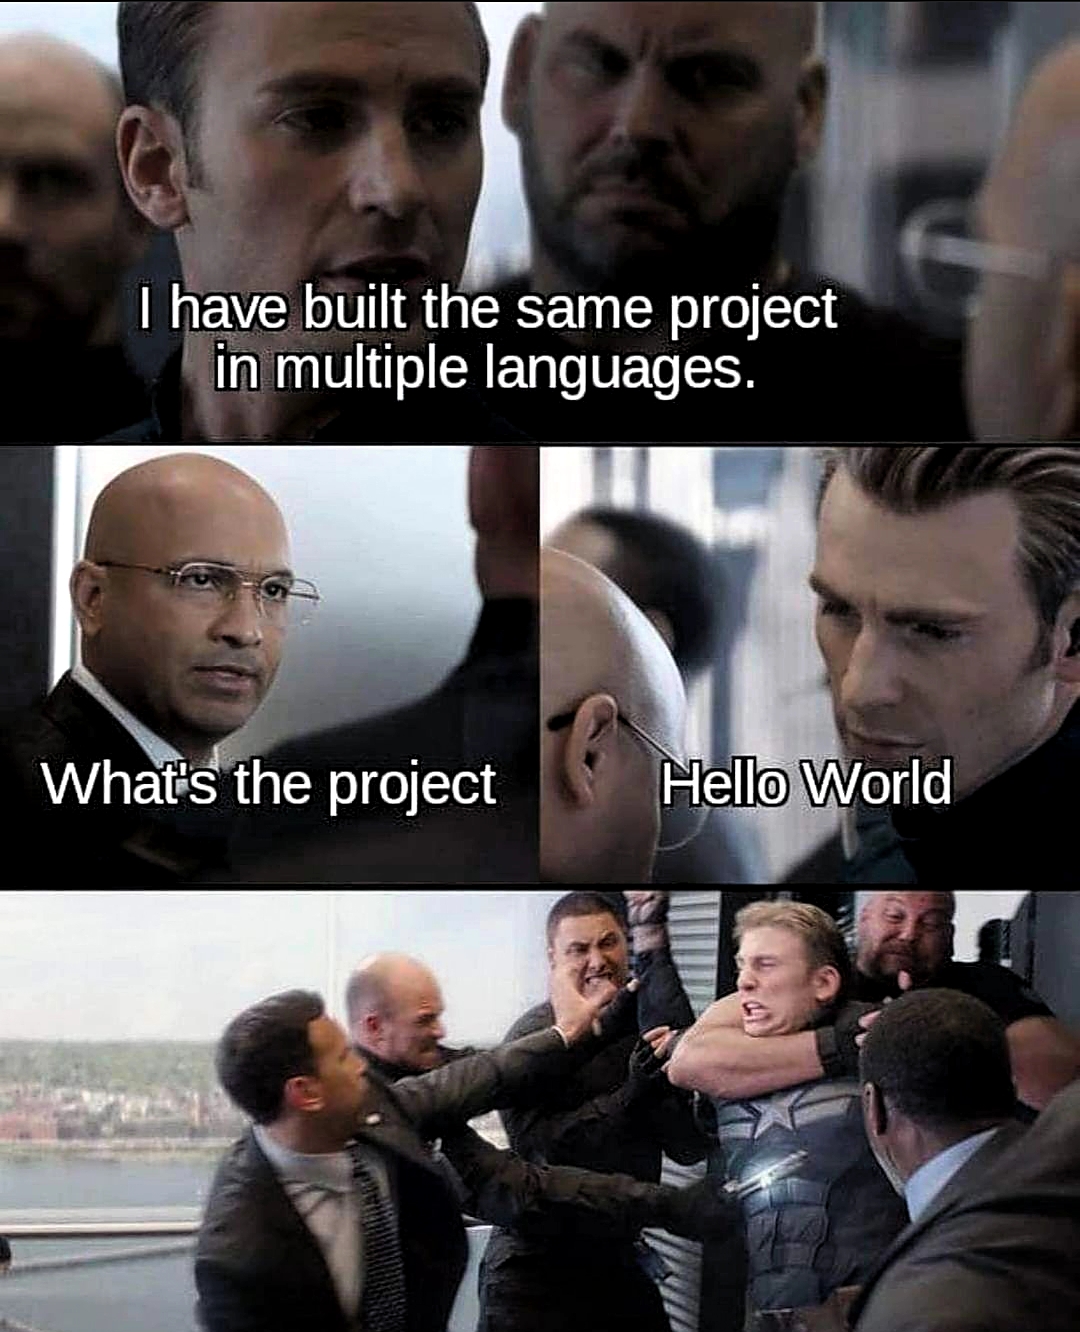 I have built the same project
in multiple languages.
What's the project
Hello World